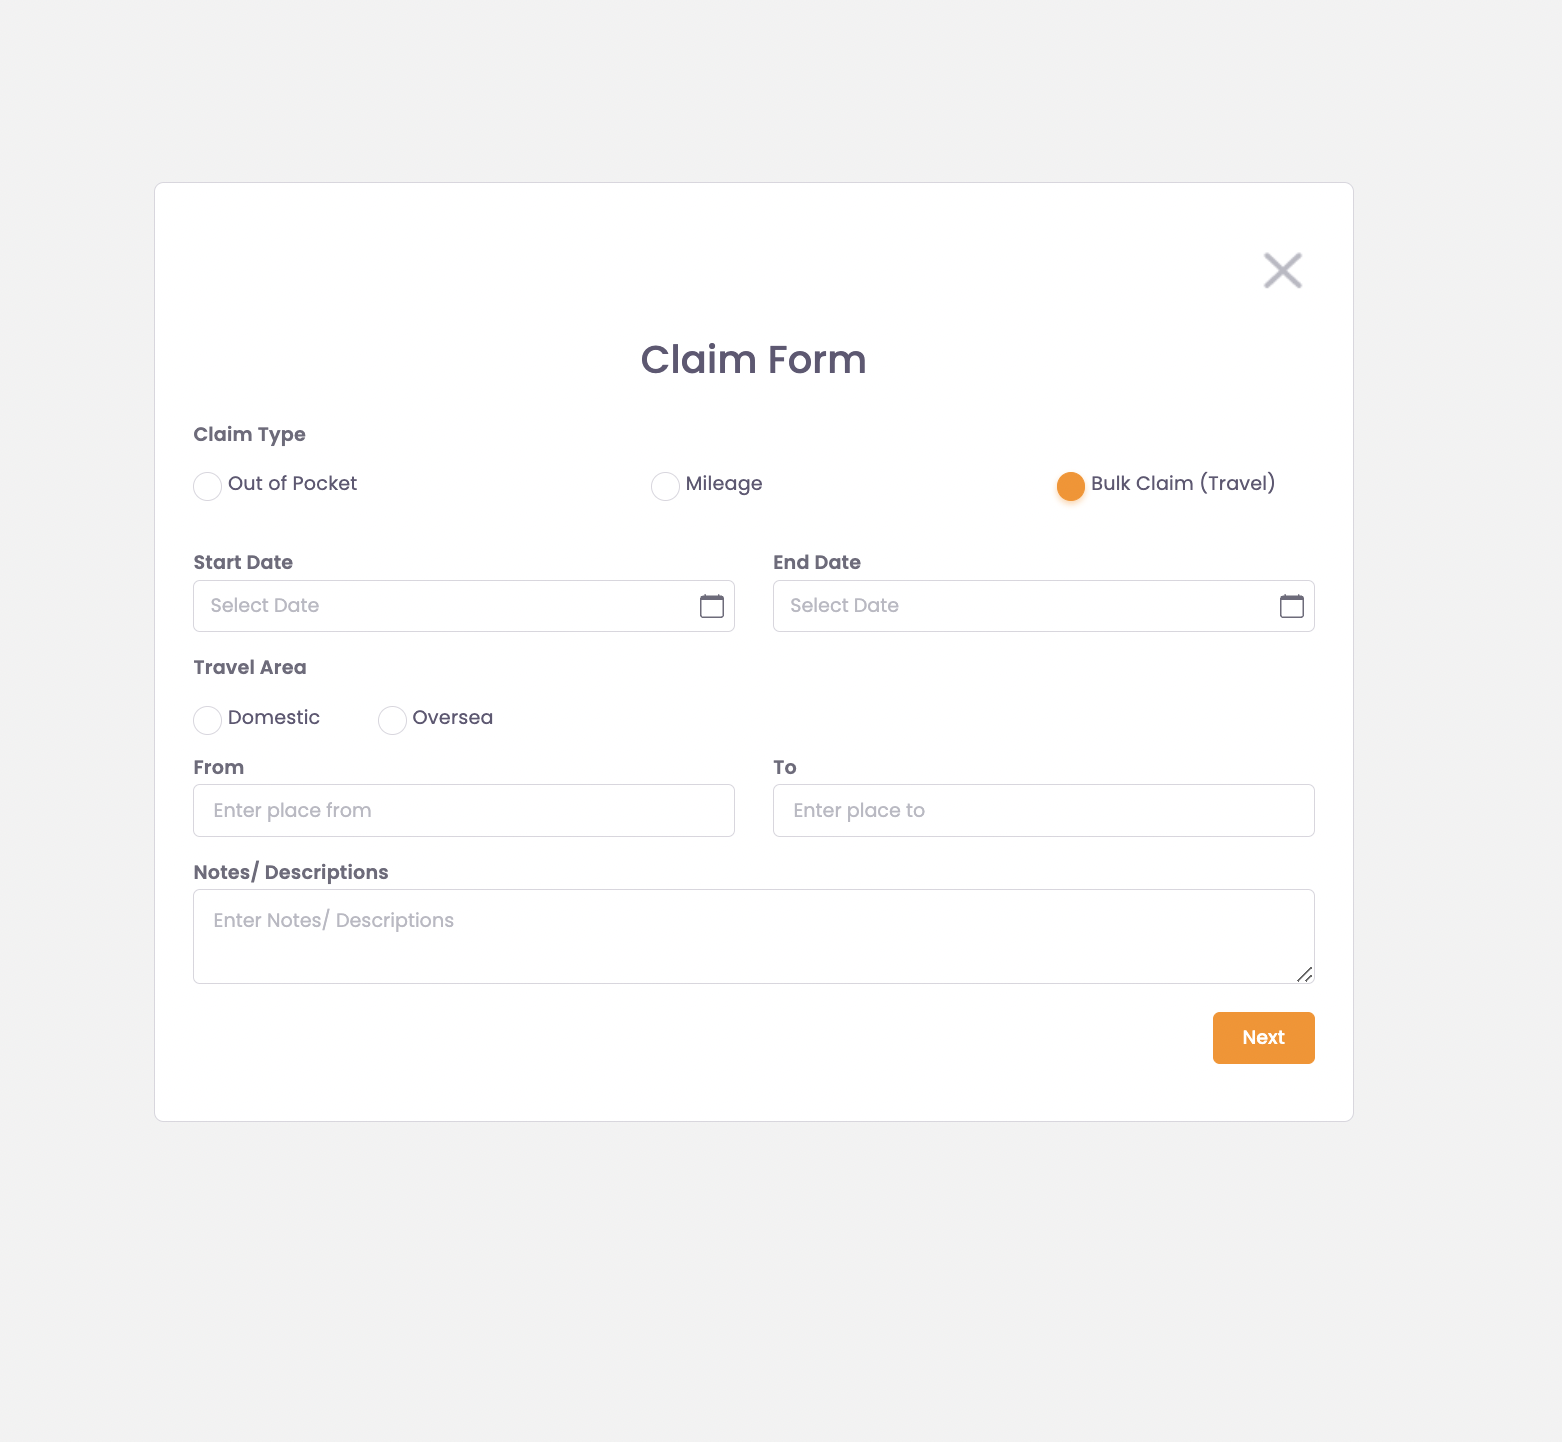 Claim Form
Claim Type
Out of Pocket Mileage Bulk Claim (Travel)
Start Date End Date
Select Date Select Date
Travel Area
Domestic Oversea
From To
Enter place from Enter place to
Notes/ Descriptions
Enter Notes/ Descriptions
Next